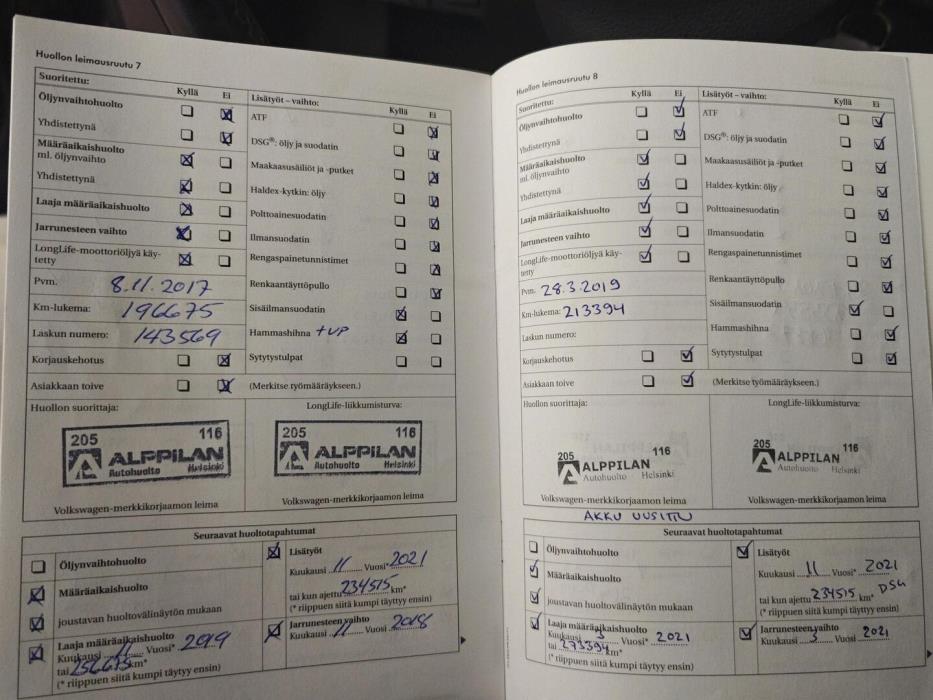 Huollon leimausruutu 7
Suoritettu:
Kyllä Ei
Öljynvaihtohuolto
Yhdistettynä
Määräaikaishuolto
ml. öljynvaihto
Yhdistettynä
Laaja määräaikaishuolto
Jarrunesteen vaihto
LongLife-moottoriöljyä käy-
tetty
Pvm. 8.11.2017
Km-lukema: 196675
Laskun numero: 143569
Korjauskehotus
Asiakkaan toive
Lisätyöt – vaihto:
Kyllä Ei
ATF
DSG®: öljy ja suodatin
Maakaasusäiliöt ja -putket
Haldex-kytkin: öljy
Polttoainesuodatin
Ilmansuodatin
Rengaspainetunnistimet
Renkaantäyttöpullo
Sisäilmansuodatin
Hammashihna +VP
Sytytystulpat
(Merkitse työmääräykseen.)
Huollon suorittaja:
205 116
ALPPILAN
Autohuolto Helsinki
Volkswagen-merkkikorjaamon leima
LongLife-liikkumisturva:
205 116
ALPPILAN
Autohuolto Helsinki
Volkswagen-merkkikorjaamon leima
Seuraavat huoltotapahtumat
Öljynvaihtohuolto
Määräaikaishuolto
joustavan huoltovälinäytön mukaan
Laaja määräaikaishuolto
Kuukausi 11 Vuosi* 2019
tai 256675 km*
(* riippuen siitä kumpi täytyy ensin)
Lisätyöt
Kuukausi 11 Vuosi* 2021
tai kun ajettu 234515 km*
(* riippuen siitä kumpi täytyy ensin)
Jarrunesteen vaihto
Kuukausi 11 Vuosi 2018
Huollon leimausruutu 8
Suoritettu:
Kyllä Ei
Öljynvaihtohuolto
Yhdistettynä
Määräaikaishuolto
ml. öljynvaihto
Yhdistettynä
Laaja määräaikaishuolto
Jarrunesteen vaihto
LongLife-moottoriöljyä käy-
tetty
Pvm. 28.3.2019
Km-lukema: 213394
Laskun numero:
Korjauskehotus
Asiakkaan toive
Lisätyöt – vaihto:
Kyllä Ei
ATF
DSG®: öljy ja suodatin
Maakaasusäiliöt ja -putket
Haldex-kytkin: öljy
Polttoainesuodatin
Ilmansuodatin
Rengaspainetunnistimet
Renkaantäyttöpullo
Sisäilmansuodatin
Hammashihna
Sytytystulpat
(Merkitse työmääräykseen.)
Huollon suorittaja:
205 116
ALPPILAN
Autohuolto Helsinki
Volkswagen-merkkikorjaamon leima
LongLife-liikkumisturva:
205 116
ALPPILAN
Autohuolto Helsinki
Volkswagen-merkkikorjaamon leima
AKKU UUSITTU
Seuraavat huoltotapahtumat
Öljynvaihtohuolto
Määräaikaishuolto
joustavan huoltovälinäytön mukaan
Laaja määräaikaishuolto
Kuukausi 3 Vuosi* 2021
tai 273394 km*
(* riippuen siitä kumpi täytyy ensin)
Lisätyöt
Kuukausi 11 Vuosi* 2021
tai kun ajettu 234515 km* DSG
(* riippuen siitä kumpi täytyy ensin)
Jarrunesteen vaihto
Kuukausi 3 Vuosi 2021